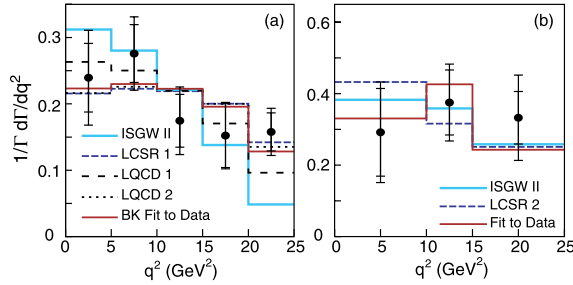 (a)
(b)
1/Γ dΓ/dq²
0.3
0.2
0.1
0
0.6
0.4
0.2
0
ISGW II
LCSR 1
LQCD 1
LQCD 2
BK Fit to Data
ISGW II
LCSR 2
Fit to Data
0 5 10 15 20 25
0 5 10 15 20 25
q² (GeV²)
q² (GeV²)